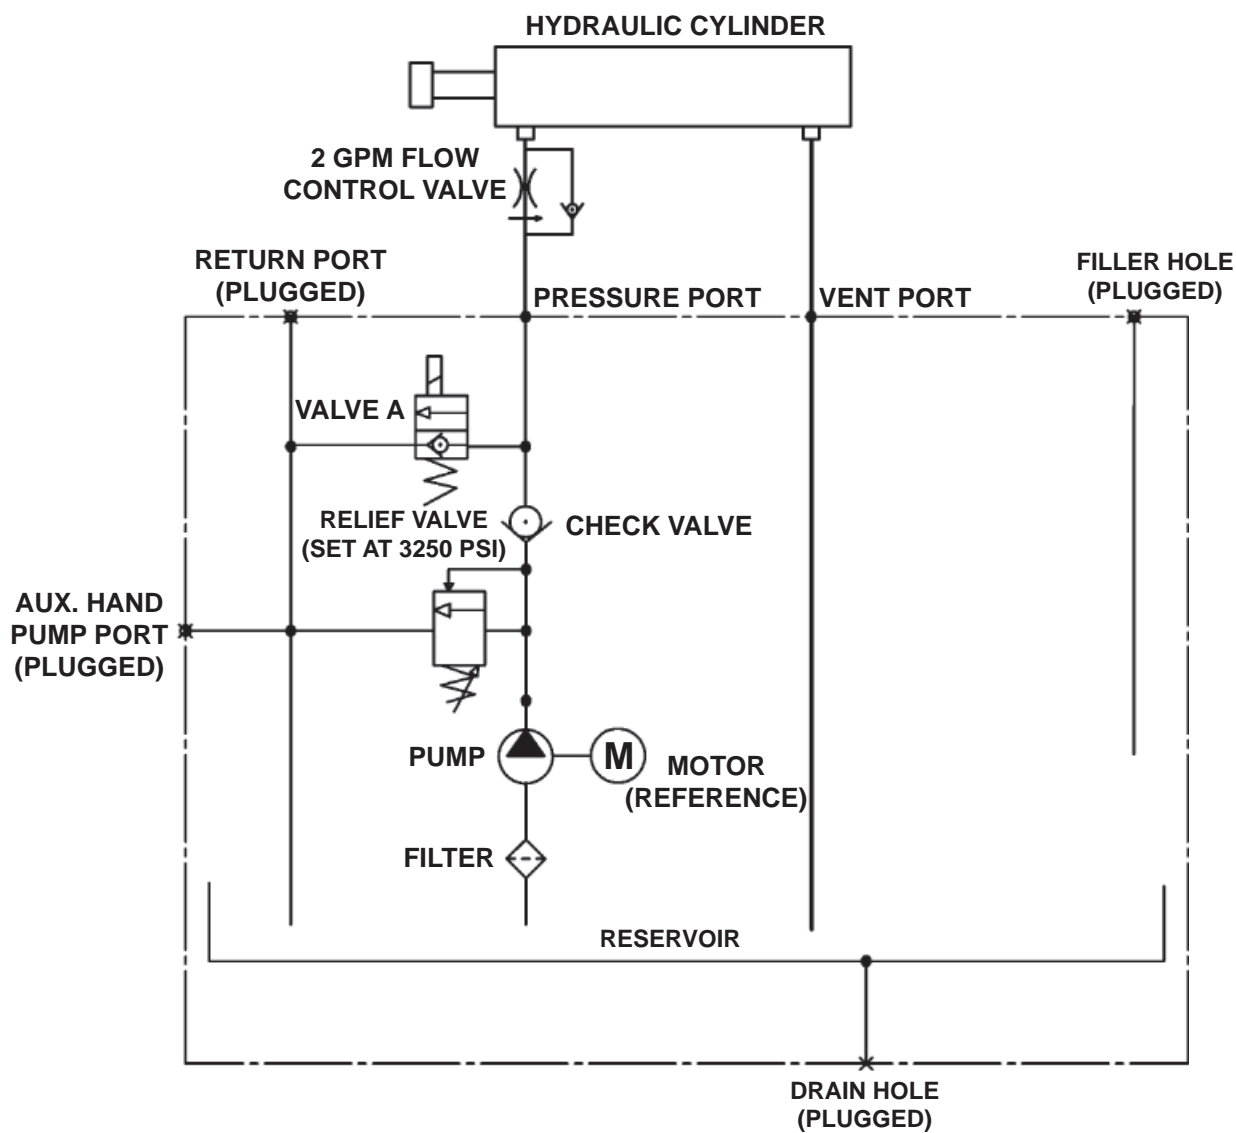 HYDRAULIC CYLINDER
2 GPM FLOW
CONTROL VALVE
RETURN PORT
(PLUGGED)
PRESSURE PORT
VENT PORT
FILLER HOLE
(PLUGGED)
VALVE A
RELIEF VALVE
(SET AT 3250 PSI)
CHECK VALVE
AUX. HAND
PUMP PORT
(PLUGGED)
PUMP
M
MOTOR
(REFERENCE)
FILTER
RESERVOIR
DRAIN HOLE
(PLUGGED)